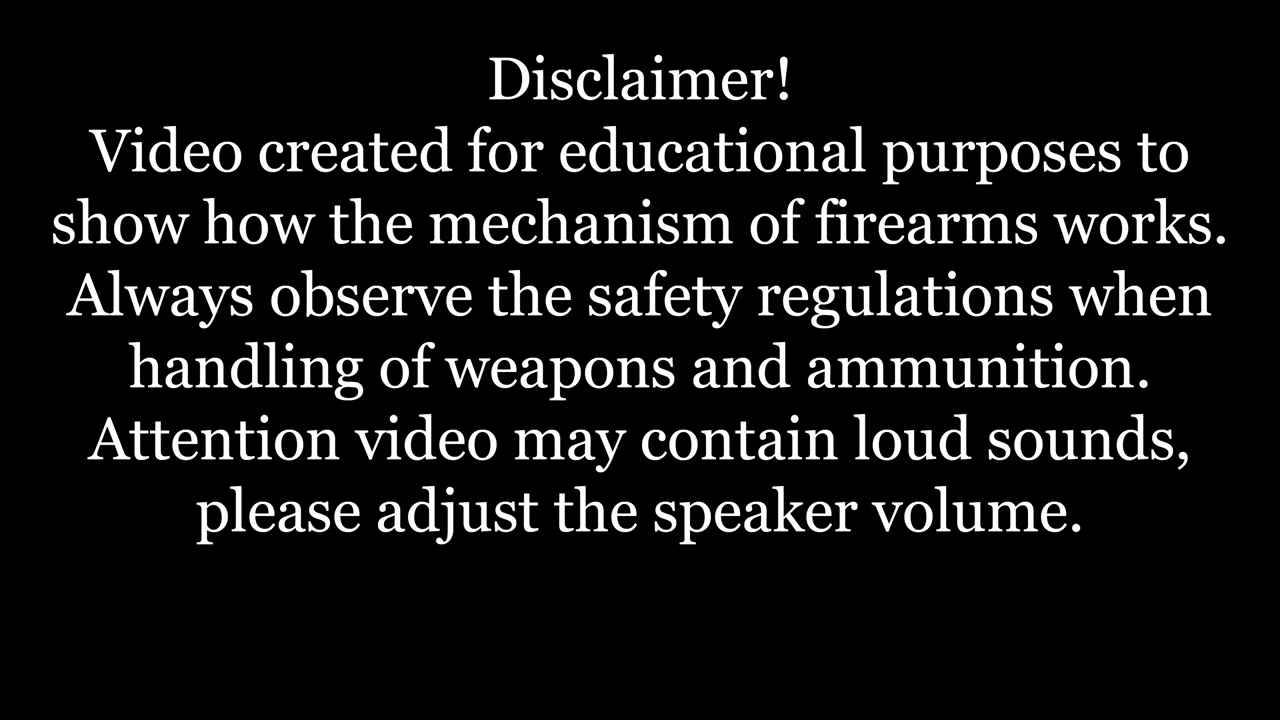 Disclaimer!
Video created for educational purposes to
show how the mechanism of firearms works.
Always observe the safety regulations when
handling of weapons and ammunition.
Attention video may contain loud sounds,
please adjust the speaker volume.